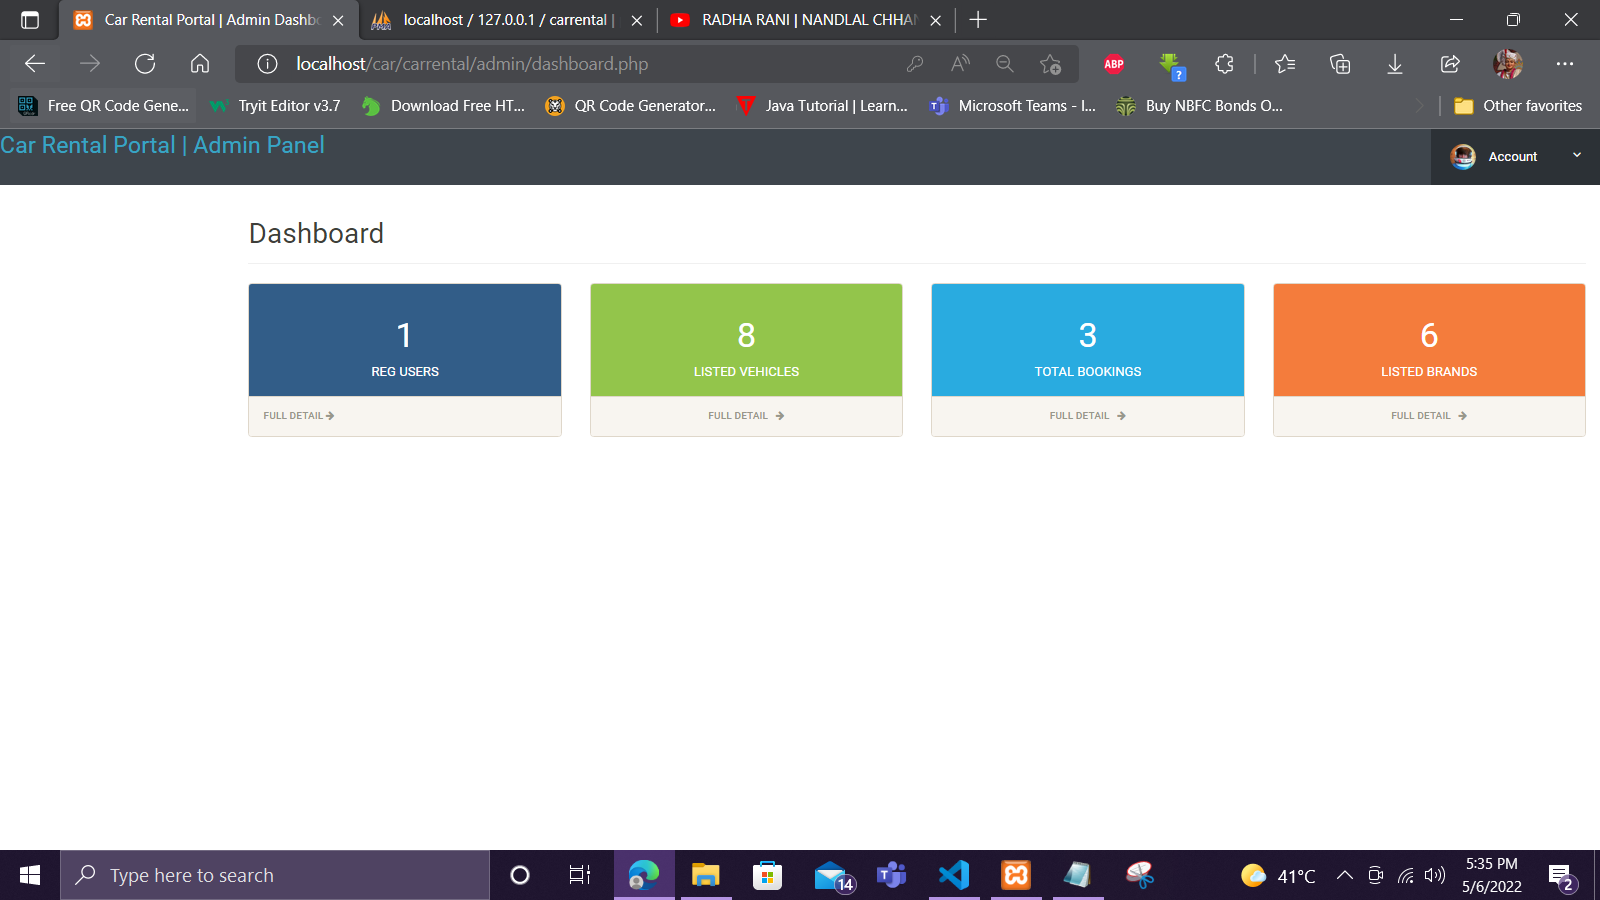 Car Rental Portal | Admin Dashbo
localhost / 127.0.0.1 / carrental |
RADHA RANI | NANDLAL CHHAN
localhost/car/carrental/admin/dashboard.php
ABP
?
Free QR Code Gene...
Tryit Editor v3.7
Download Free HT...
QR Code Generator...
Java Tutorial | Learn...
Microsoft Teams - I...
Buy NBFC Bonds O...
Other favorites
Car Rental Portal | Admin Panel
Account
Dashboard
1
REG USERS
FULL DETAIL
8
LISTED VEHICLES
FULL DETAIL
3
TOTAL BOOKINGS
FULL DETAIL
6
LISTED BRANDS
FULL DETAIL
Type here to search
14
41°C
5:35 PM
5/6/2022
2